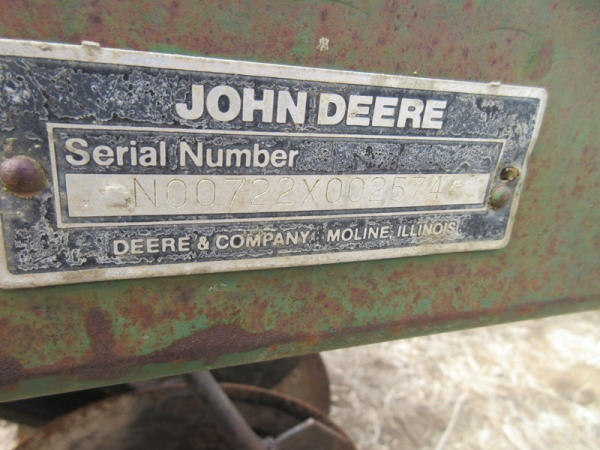 JOHN DEERE
Serial Number
N00722X002574
DEERE & COMPANY MOLINE ILLINOIS